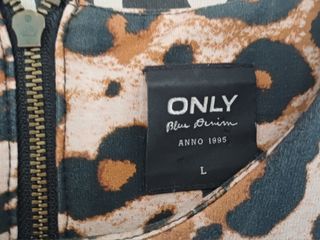 ONLY
Blue Denim
ANNO 1995
L